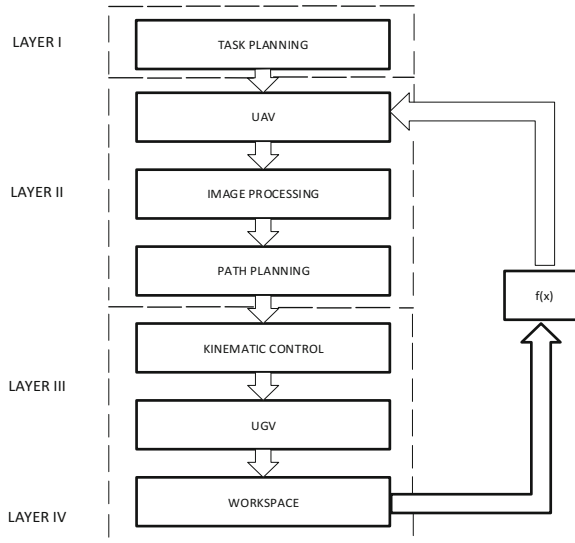 LAYER I
TASK PLANNING
UAV
LAYER II
IMAGE PROCESSING
PATH PLANNING
f(x)
KINEMATIC CONTROL
LAYER III
UGV
WORKSPACE
LAYER IV